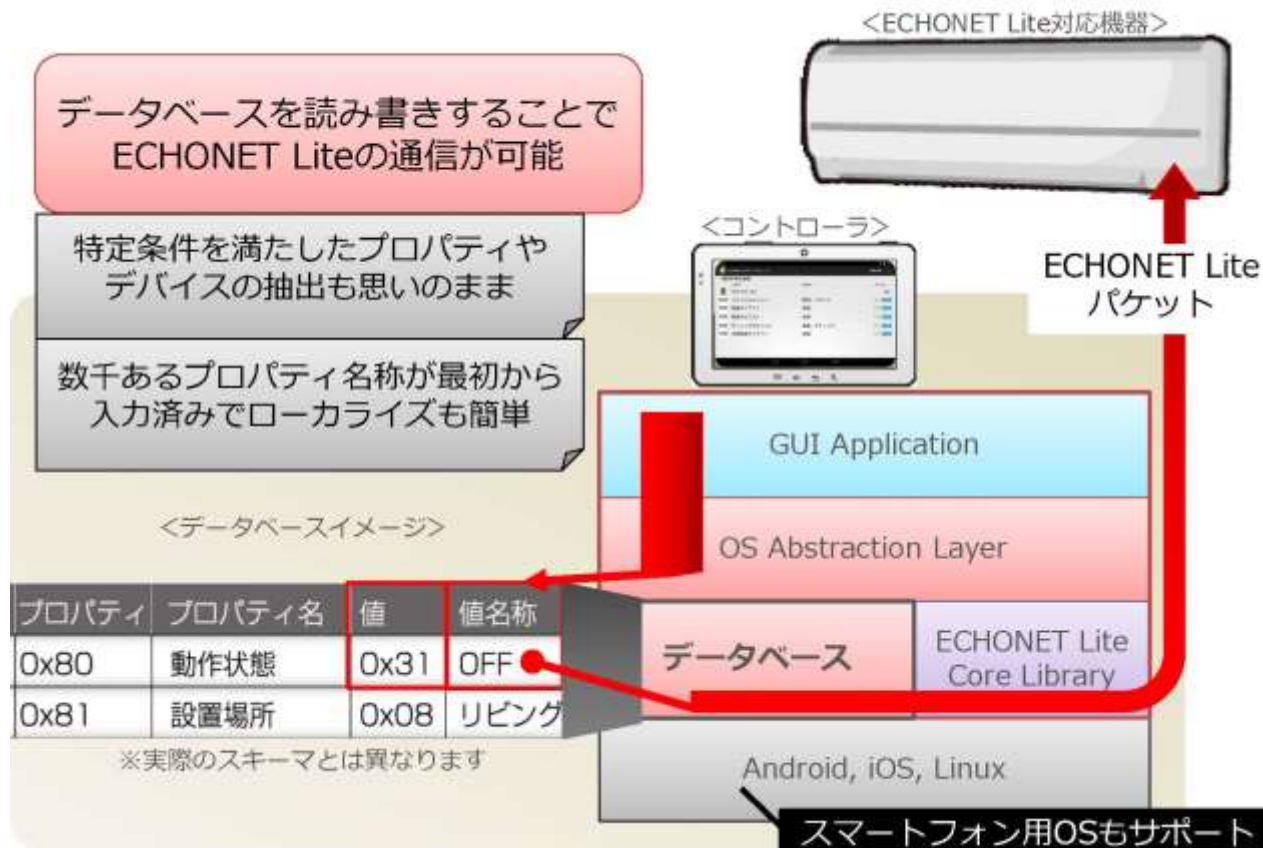 <ECHONET Lite対応機器>
データベースを読み書きすることで
ECHONET Liteの通信が可能
特定条件を満たしたプロパティや
デバイスの抽出も思いのまま
数千あるプロパティ名称が最初から
入力済みでローカライズも簡単
<コントローラ>
ECHONET Lite
パケット
GUI Application
OS Abstraction Layer
<データベースイメージ>
プロパティ プロパティ名 値 値名称
0x80 動作状態 0x31 OFF
0x81 設置場所 0x08 リビング
※実際のスキーマとは異なります
データベース
ECHONET Lite
Core Library
Android, iOS, Linux
スマートフォン用OSもサポート